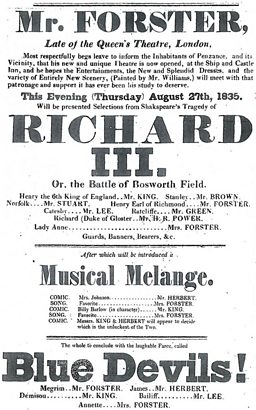 Mr. FORSTER,
Late of the Queen's Theatre, London,
Most respectfully begs leave to inform the Inhabitants of Penzance, and its
Vicinity, that his new and unique Theatre is now opened, at the Ship and Castle
Inn, and he hopes the Entertainments, the New and Splendid Dresses, and the
variety of Entirely New Scenery, (Painted by Mr. Williams,) will meet with that
patronage and support it has ever been his study to deserve.
This Evening (Thursday) August 27th, 1835.
Will be presented Selections from Shakspeare's Tragedy of
RICHARD
III.
Or, the Battle of Bosworth Field.
Henry the 6th King of England..Mr. KING. Stanley..Mr. BROWN.
Norfolk....Mr. STUART. Henry Earl of Richmond....Mr. FORSTER.
Catesby....Mr. LEE. Ratcliffe....Mr. GREEN.
Richard (Duke of Gloster..Mr. H. R. POWER.
Lady Anne..................Mrs. FORSTER.
Guards, Banners, Bearers, &c.
After which will be introduced a
Musical Melange.
COMIC. Mrs. Johnson..................Mr. HERBERT.
SONG. Favorite..................Mrs. FORSTER.
COMIC. Billy Barlow (in character)......Mr. KING.
SONG. Favorite..................Mrs. FORSTER.
COMIC. Messrs. KING & HERBERT will appear to decide
which is the unluckest of the Two.
The whole to conclude with the laughable Farce, called
Blue Devils!
Megrim..Mr. FORSTER. James..Mr. HERBERT.
Demison........Mr. KING. Bailiff........Mr. LEE.
Annette....Mrs. FORSTER.